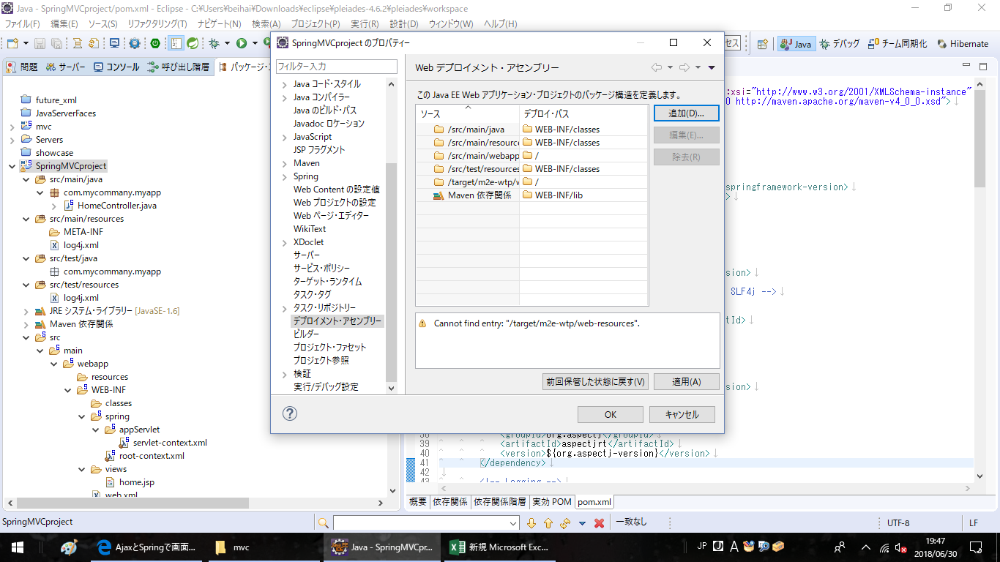 Java - SpringMVCproject/pom.xml - Eclipse - C:¥Users¥beihai¥Downloads¥eclipse¥pleiades-4.6.2¥pleiades¥workspace
ファイル(F) 編集(E) ソース(S) リファクタリング(T) ナビゲート(N) 検索(A) プロジェクト(P) 実行(R) 設計(D) ウィンドウ(W) ヘルプ(H)
Java デバッグ チーム同期化 Hibernate
問題 サーバー コンソール 呼び出し階層 パッケージ・
future_xml
JavaServerFaces
mvc
Servers
showcase
SpringMVCproject
src/main/java
com.mycommany.myapp
HomeController.java
src/main/resources
META-INF
log4j.xml
src/test/java
com.mycommany.myapp
src/test/resources
log4j.xml
JRE システム・ライブラリー [JavaSE-1.6]
Maven 依存関係
src
main
webapp
resources
WEB-INF
classes
spring
appServlet
servlet-context.xml
root-context.xml
views
home.jsp
web.xml
SpringMVCproject のプロパティー
フィルター入力
Java コード・スタイル
Java コンパイラー
Java のビルド・パス
Javadoc ロケーション
JavaScript
JSP フラグメント
Maven
Spring
Web Content の設定値
Web プロジェクトの設定
Web ページ・エディター
WikiText
XDoclet
サーバー
サービス・ポリシー
ターゲット・ランタイム
タスク・タグ
タスク・リポジトリー
デプロイメント・アセンブリー
ビルダー
プロジェクト・ファセット
プロジェクト参照
検証
実行/デバッグ設定
Web デプロイメント・アセンブリー
この Java EE Web アプリケーション・プロジェクトのパッケージ構造を定義します。
ソース デプロイ・パス
/src/main/java WEB-INF/classes
/src/main/resource WEB-INF/classes
/src/main/webapp /
/src/test/resources WEB-INF/classes
/target/m2e-wtp/w /
Maven 依存関係 WEB-INF/lib
追加(D)...
編集(E)...
除去(R)
Cannot find entry: "/target/m2e-wtp/web-resources".
前回保管した状態に戻す(V) 適用(A)
OK キャンセル
:xsi="http://www.w3.org/2001/XMLSchema-instance"
0 http://maven.apache.org/maven-v4_0_0.xsd">
springframework-version>
>
sion>
SLF4j -->
tId>
sion>
38 <groupId>org.aspectj</groupId>
39 <artifactId>aspectjrt</artifactId>
40 <version>${org.aspectj-version}</version>
41 </dependency>
42
43 <!-- Logging -->
概要 依存関係 依存関係階層 実効 POM pom.xml
SpringMVCproject 一致なし UTF-8 LF
AjaxとSpringで画面... mvc Java - SpringMVCpr... 新規 Microsoft Exc... JP A 19:47
2018/06/30